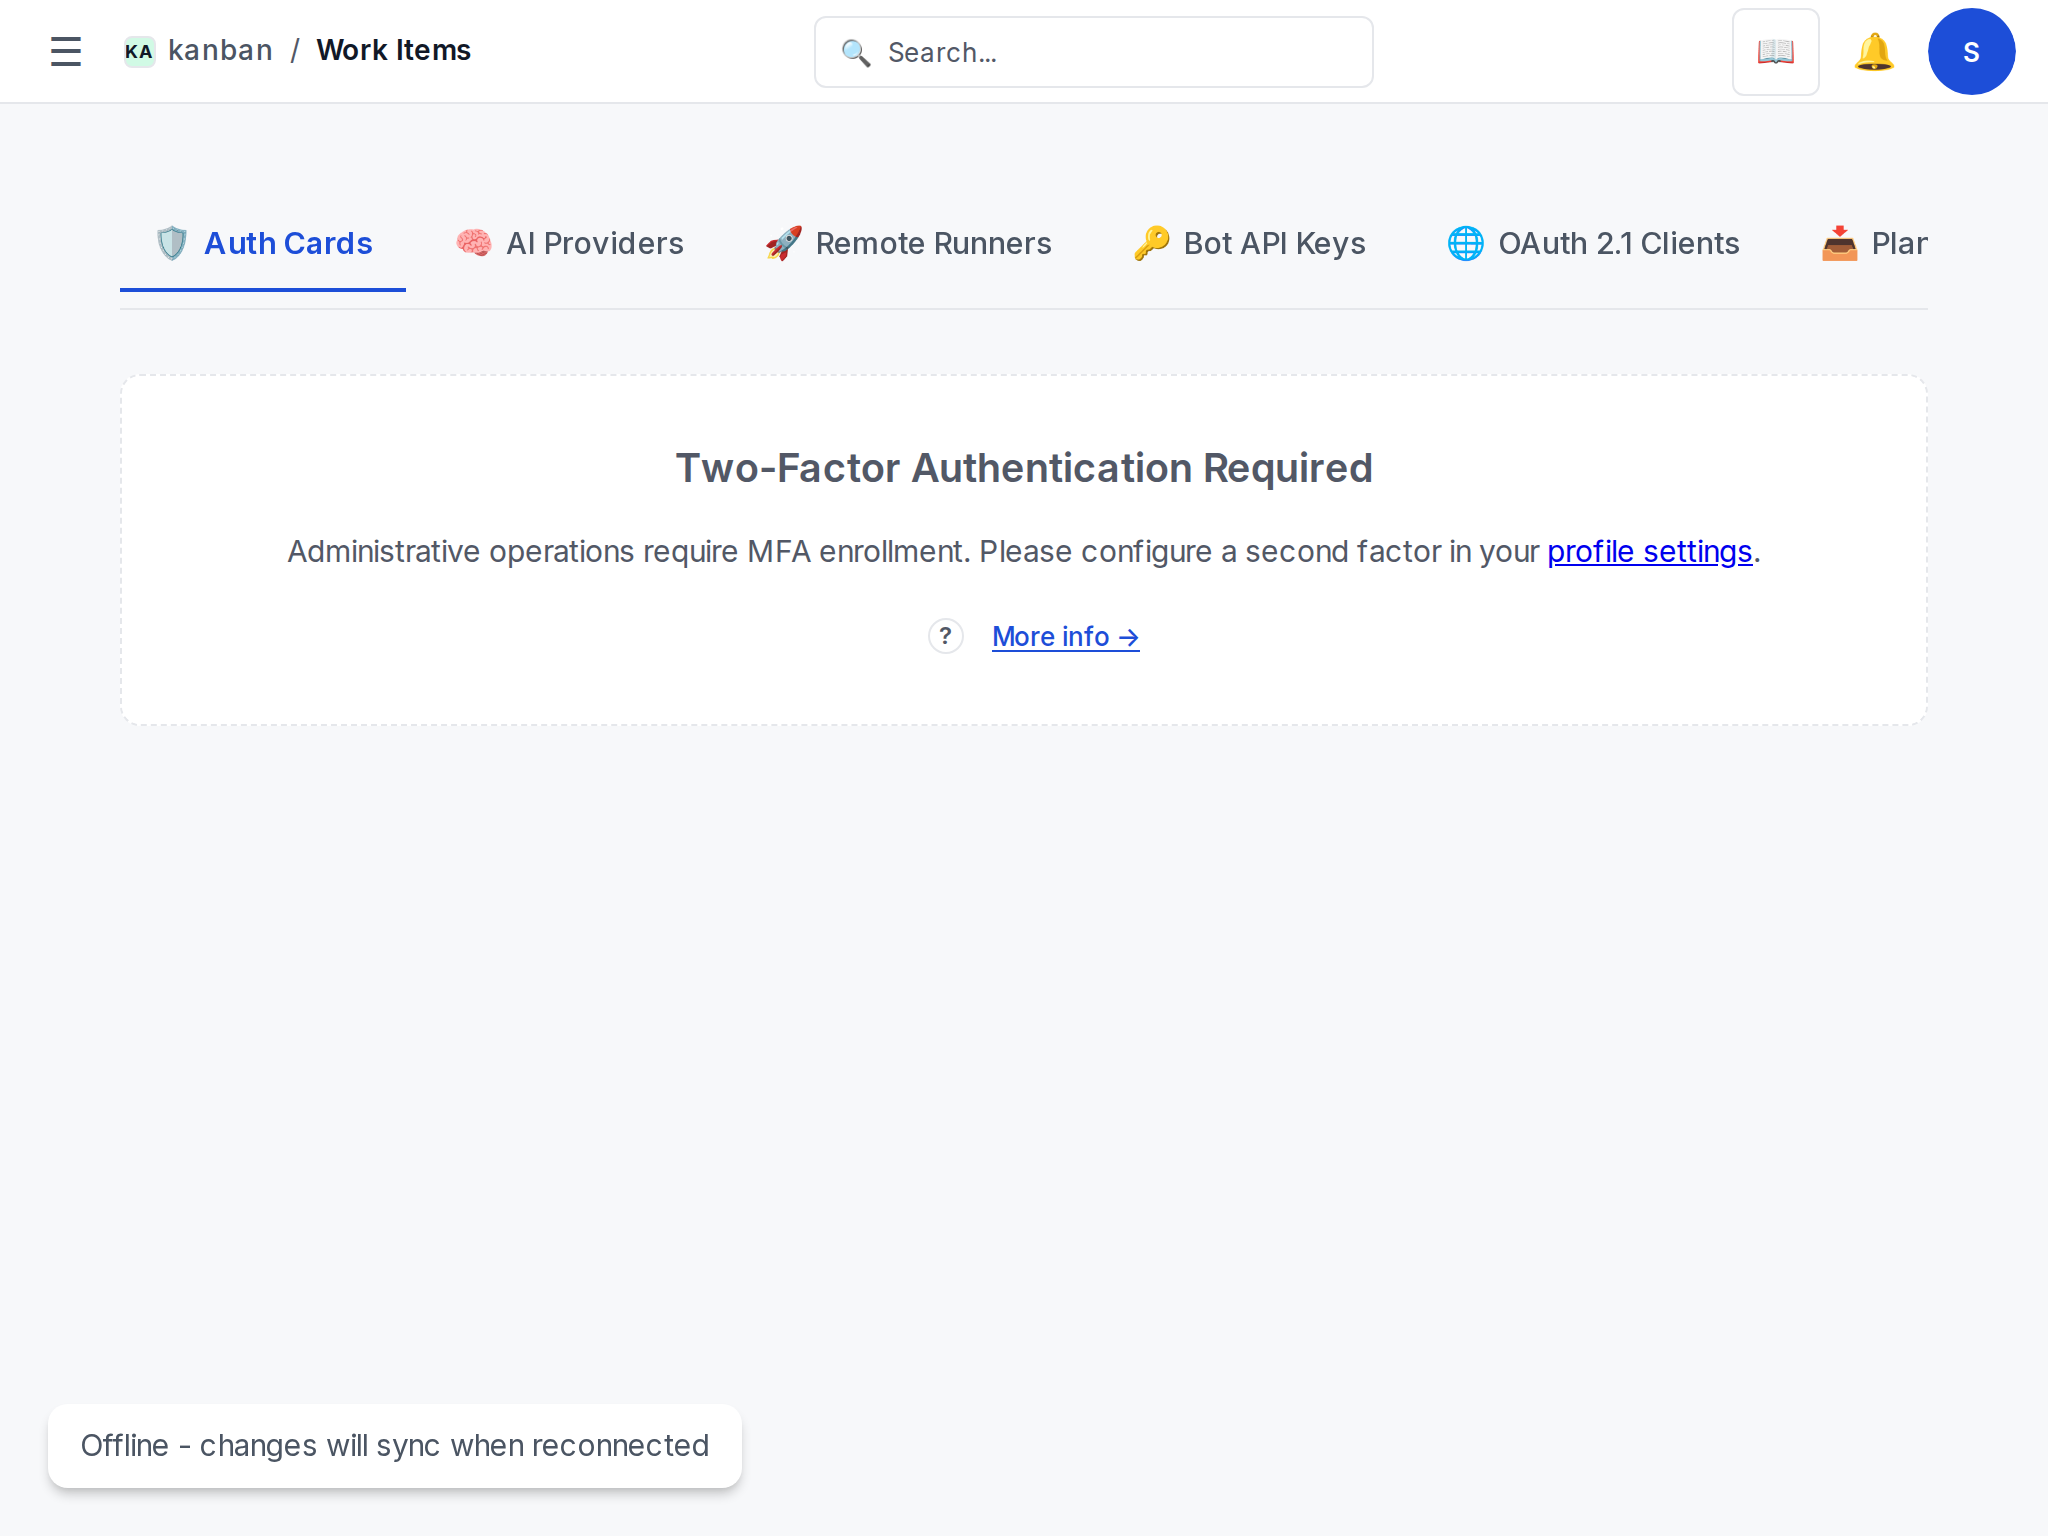 KA kanban / Work Items
Search...
S
Auth Cards
AI Providers
Remote Runners
Bot API Keys
OAuth 2.1 Clients
Plan
Two-Factor Authentication Required
Administrative operations require MFA enrollment. Please configure a second factor in your profile settings.
? More info →
Offline - changes will sync when reconnected